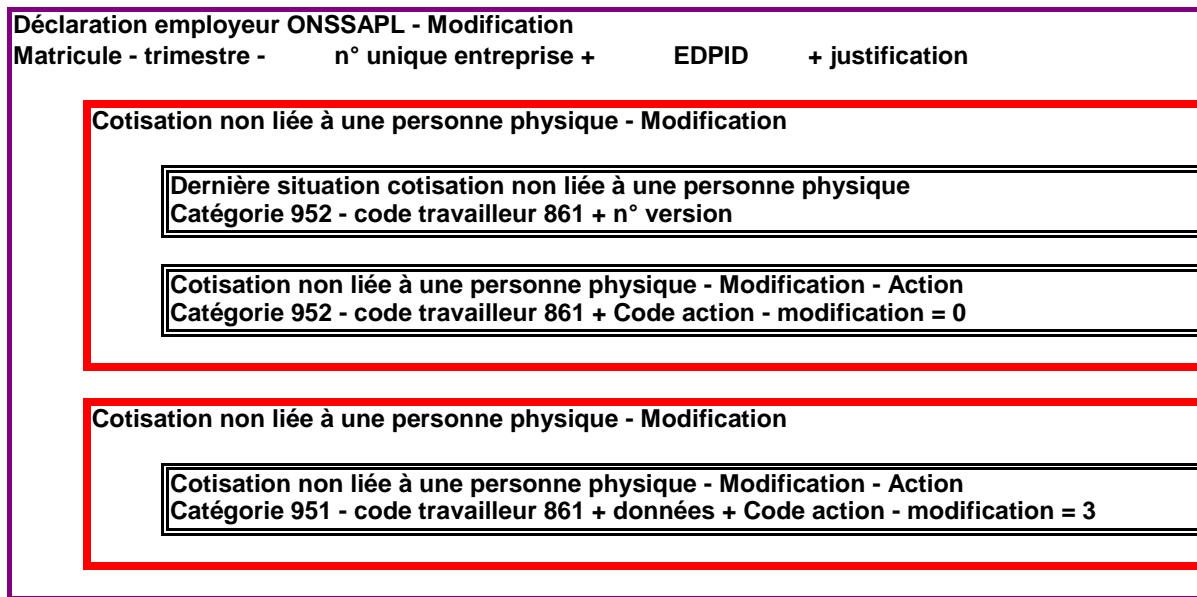 Déclaration employeur ONSSAPL - Modification
Matricule - trimestre - n° unique entreprise + EDPID + justification
Cotisation non liée à une personne physique - Modification
Dernière situation cotisation non liée à une personne physique
Catégorie 952 - code travailleur 861 + n° version
Cotisation non liée à une personne physique - Modification - Action
Catégorie 952 - code travailleur 861 + Code action - modification = 0
Cotisation non liée à une personne physique - Modification
Cotisation non liée à une personne physique - Modification - Action
Catégorie 951 - code travailleur 861 + données + Code action - modification = 3